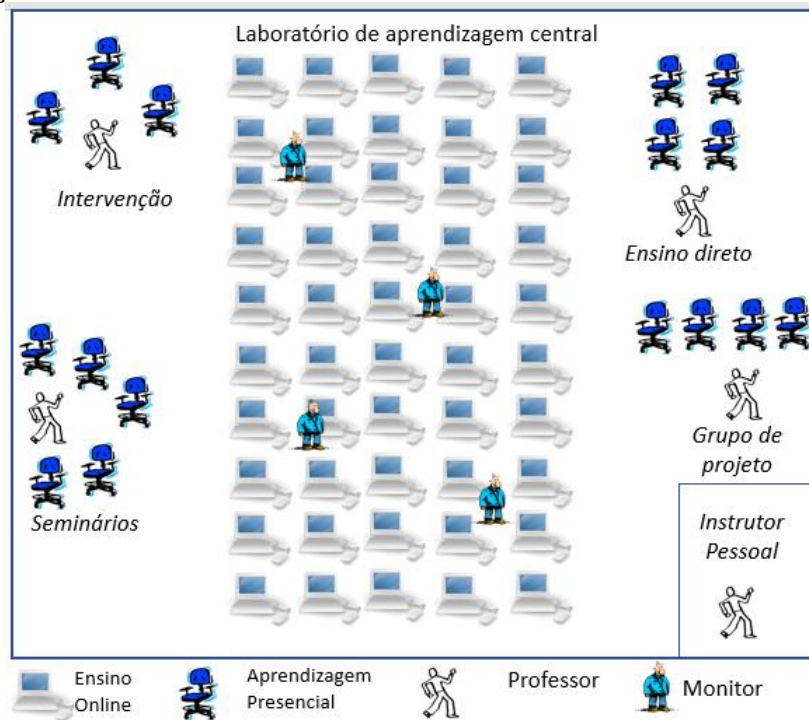 Laboratório de aprendizagem central
Intervenção
Ensino direto
Grupo de
projeto
Seminários
Instrutor
Pessoal
Ensino
Online
Aprendizagem
Presencial
Professor
Monitor